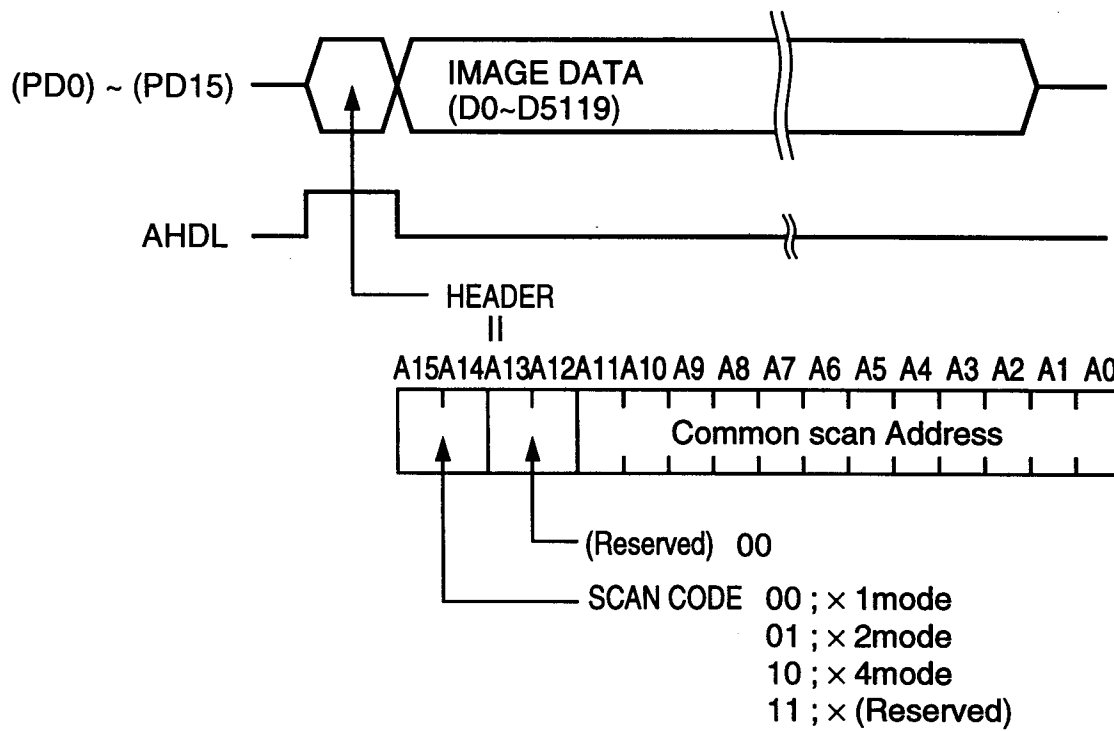 (PD0) ~ (PD15)
IMAGE DATA
(D0~D5119)
AHDL
HEADER
A15A14A13A12A11A10 A9 A8 A7 A6 A5 A4 A3 A2 A1 A0
Common scan Address
(Reserved) 00
SCAN CODE 00 ; × 1mode
01 ; × 2mode
10 ; × 4mode
11 ; × (Reserved)